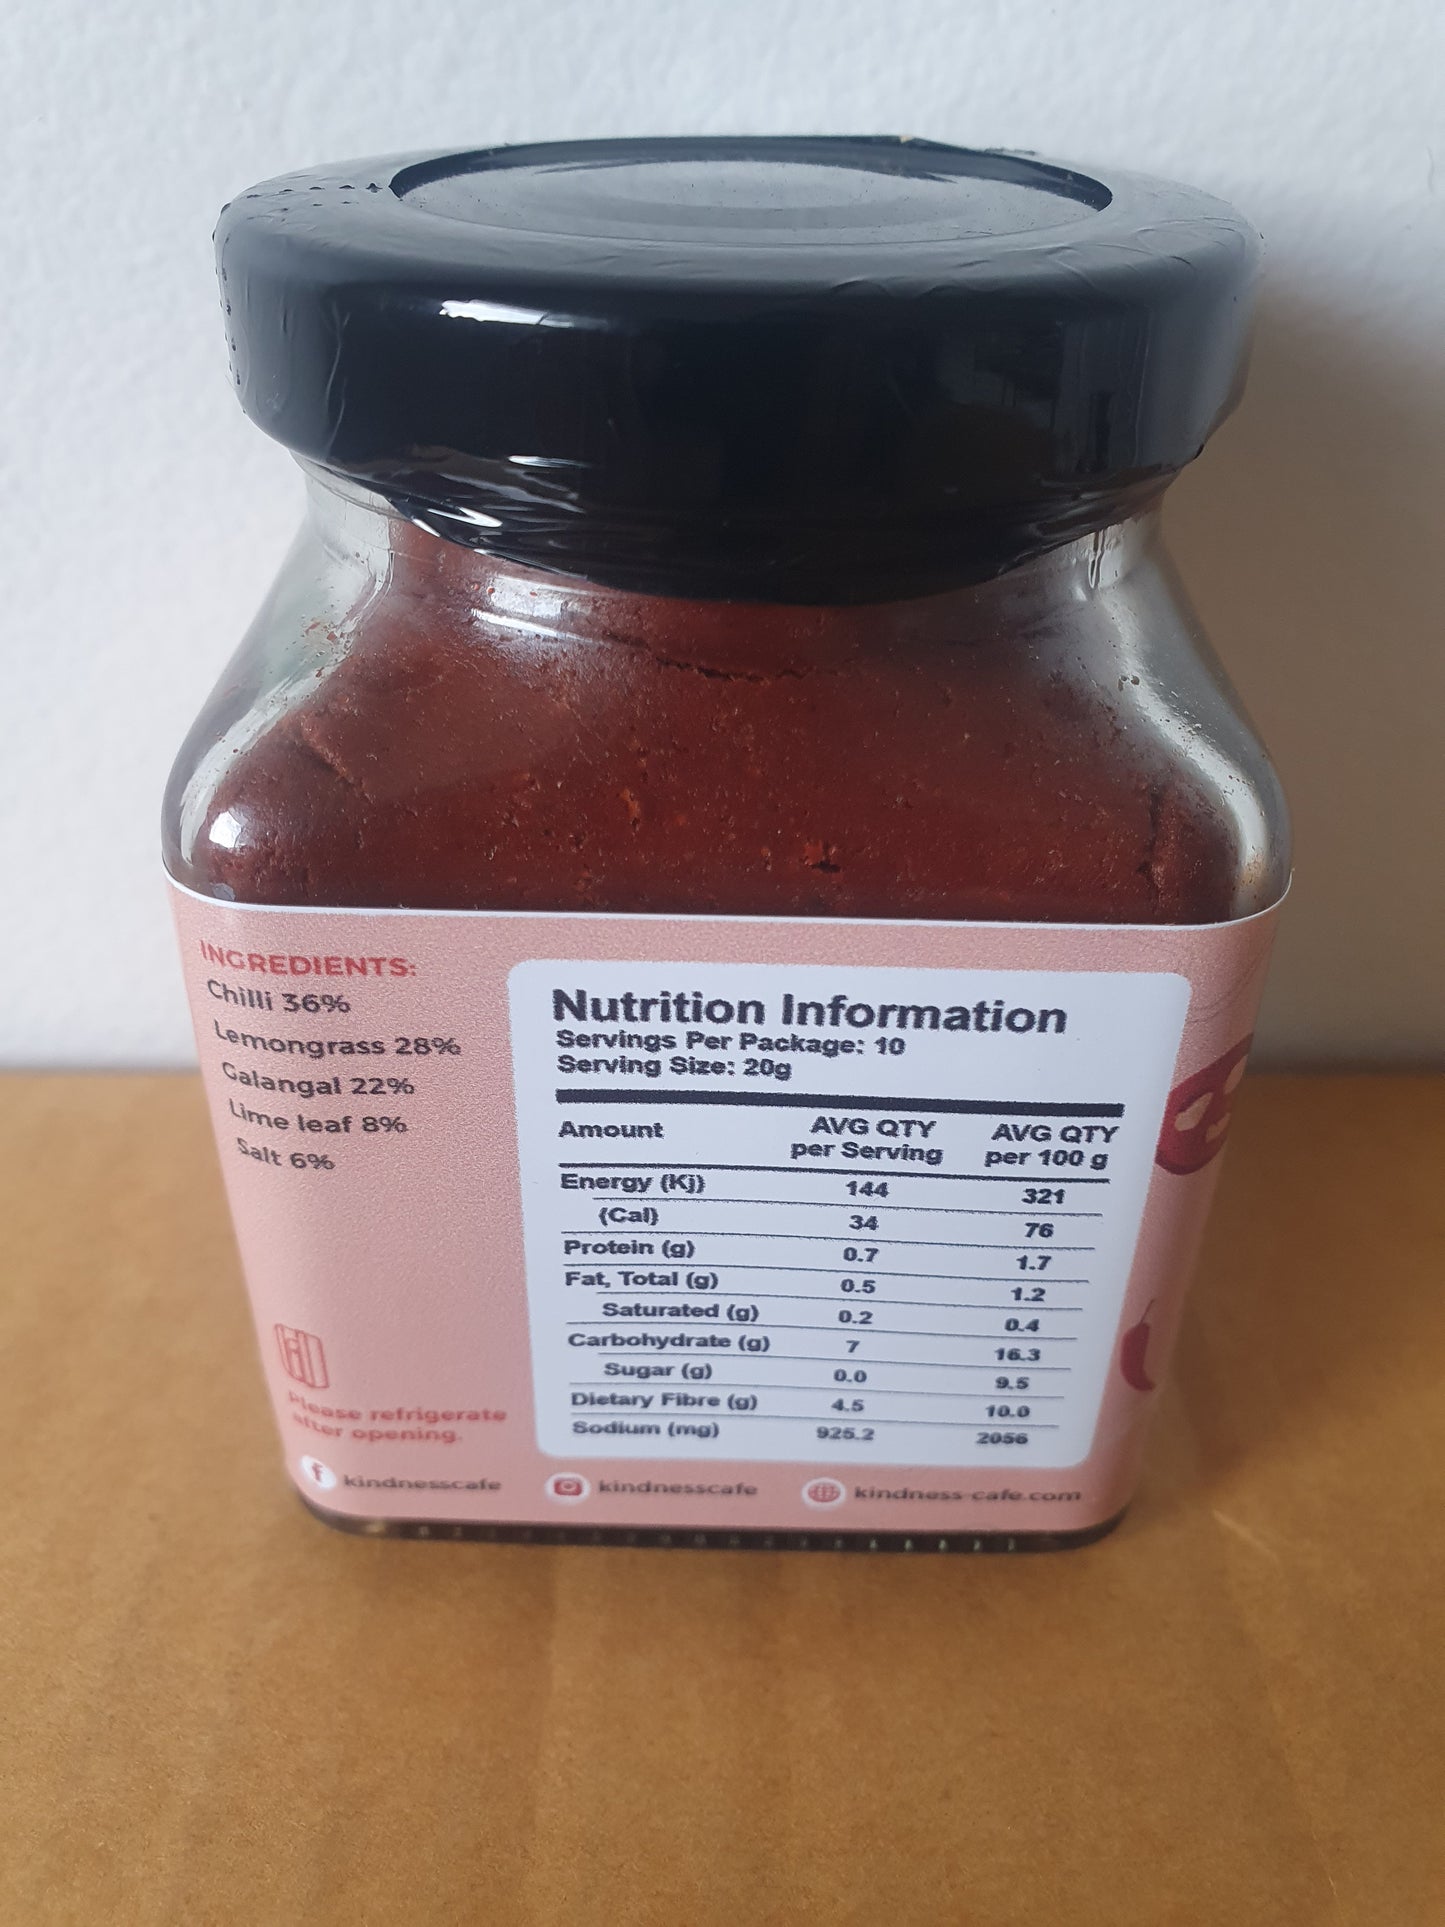 INGREDIENTS:
Chilli 36%
Lemongrass 28%
Galangal 22%
Lime leaf 8%
Salt 6%
Please refrigerate
after opening.
Nutrition Information
Servings Per Package: 10
Serving Size: 20g
Amount AVG QTY per Serving AVG QTY per 100 g
Energy (Kj) 144 321
(Cal) 34 76
Protein (g) 0.7 1.7
Fat, Total (g) 0.5 1.2
Saturated (g) 0.2 0.4
Carbohydrate (g) 7 16.3
Sugar (g) 0.0 9.5
Dietary Fibre (g) 4.5 10.0
Sodium (mg) 925.2 2056
kindnesscafe kindnesscafe kindness-cafe.com